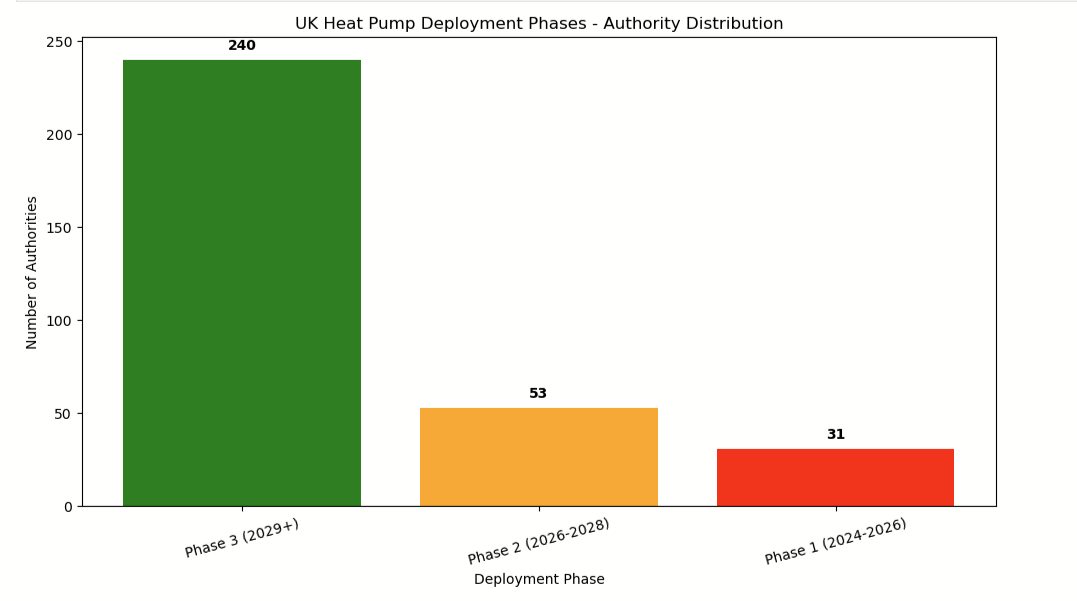 UK Heat Pump Deployment Phases - Authority Distribution
250
200
150
100
50
0
Number of Authorities
240
53
31
Phase 3 (2029+)
Phase 2 (2026-2028)
Phase 1 (2024-2026)
Deployment Phase